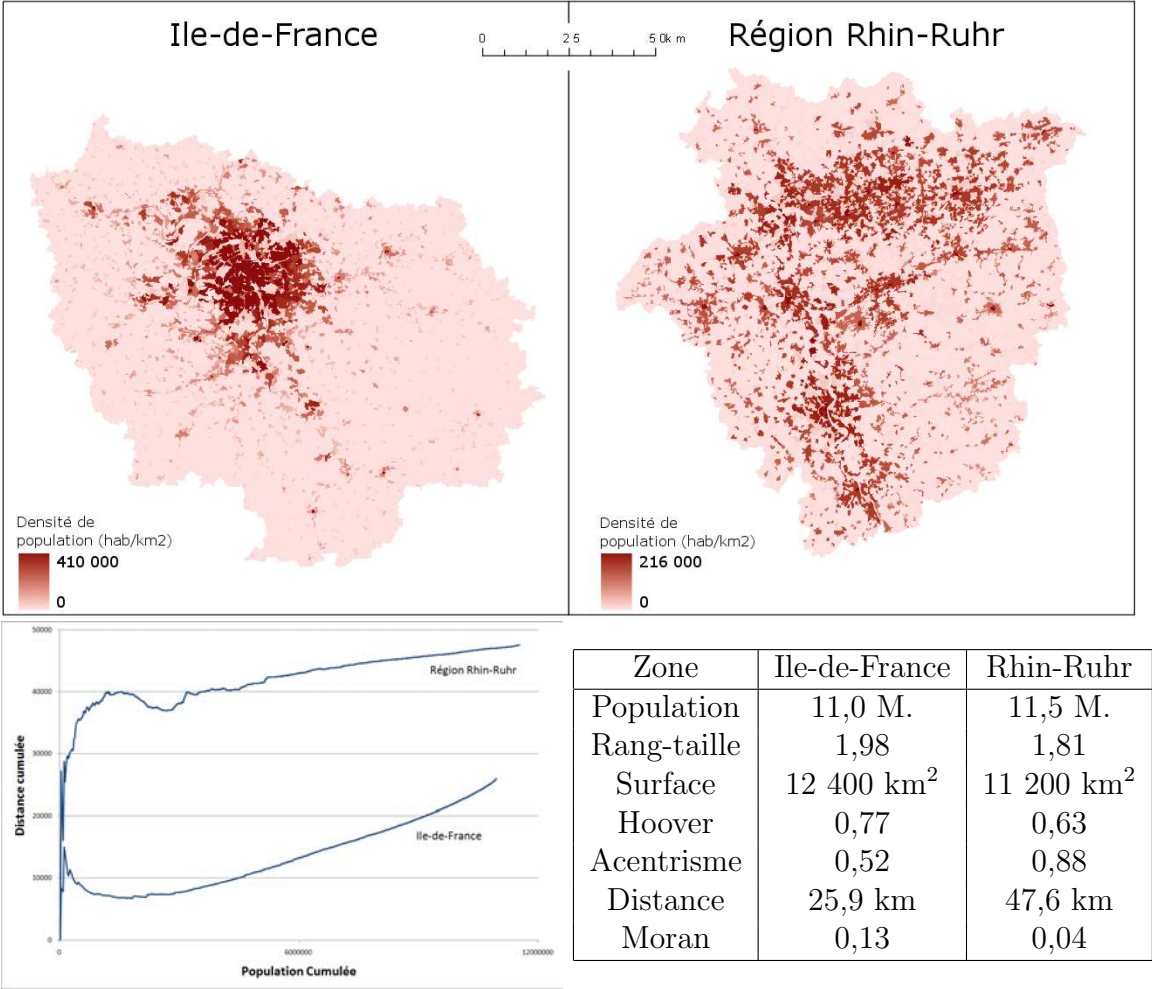 Ile-de-France
0 25 50km
Région Rhin-Ruhr
Densité de
population (hab/km2)
410 000
0
Densité de
population (hab/km2)
216 000
0
50000
40000
30000
20000
10000
0
Distance cumulée
Région Rhin-Ruhr
Ile-de-France
0 6000000 12000000
Population Cumulée
Zone Ile-de-France Rhin-Ruhr
Population 11,0 M. 11,5 M.
Rang-taille 1,98 1,81
Surface 12 400 km² 11 200 km²
Hoover 0,77 0,63
Acentrisme 0,52 0,88
Distance 25,9 km 47,6 km
Moran 0,13 0,04